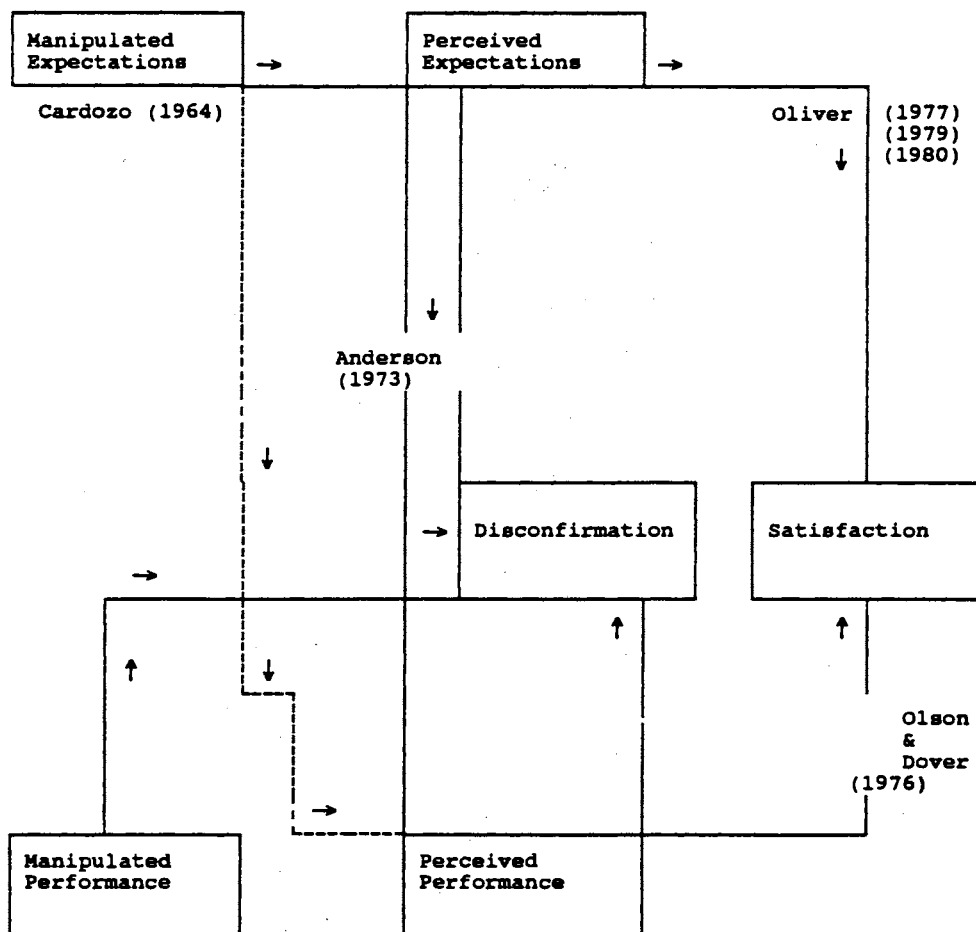 Manipulated
Expectations
Perceived
Expectations
Cardozo (1964)
Oliver (1977)
(1979)
(1980)
Anderson
(1973)
Disconfirmation
Satisfaction
Olson
&
Dover
(1976)
Manipulated
Performance
Perceived
Performance